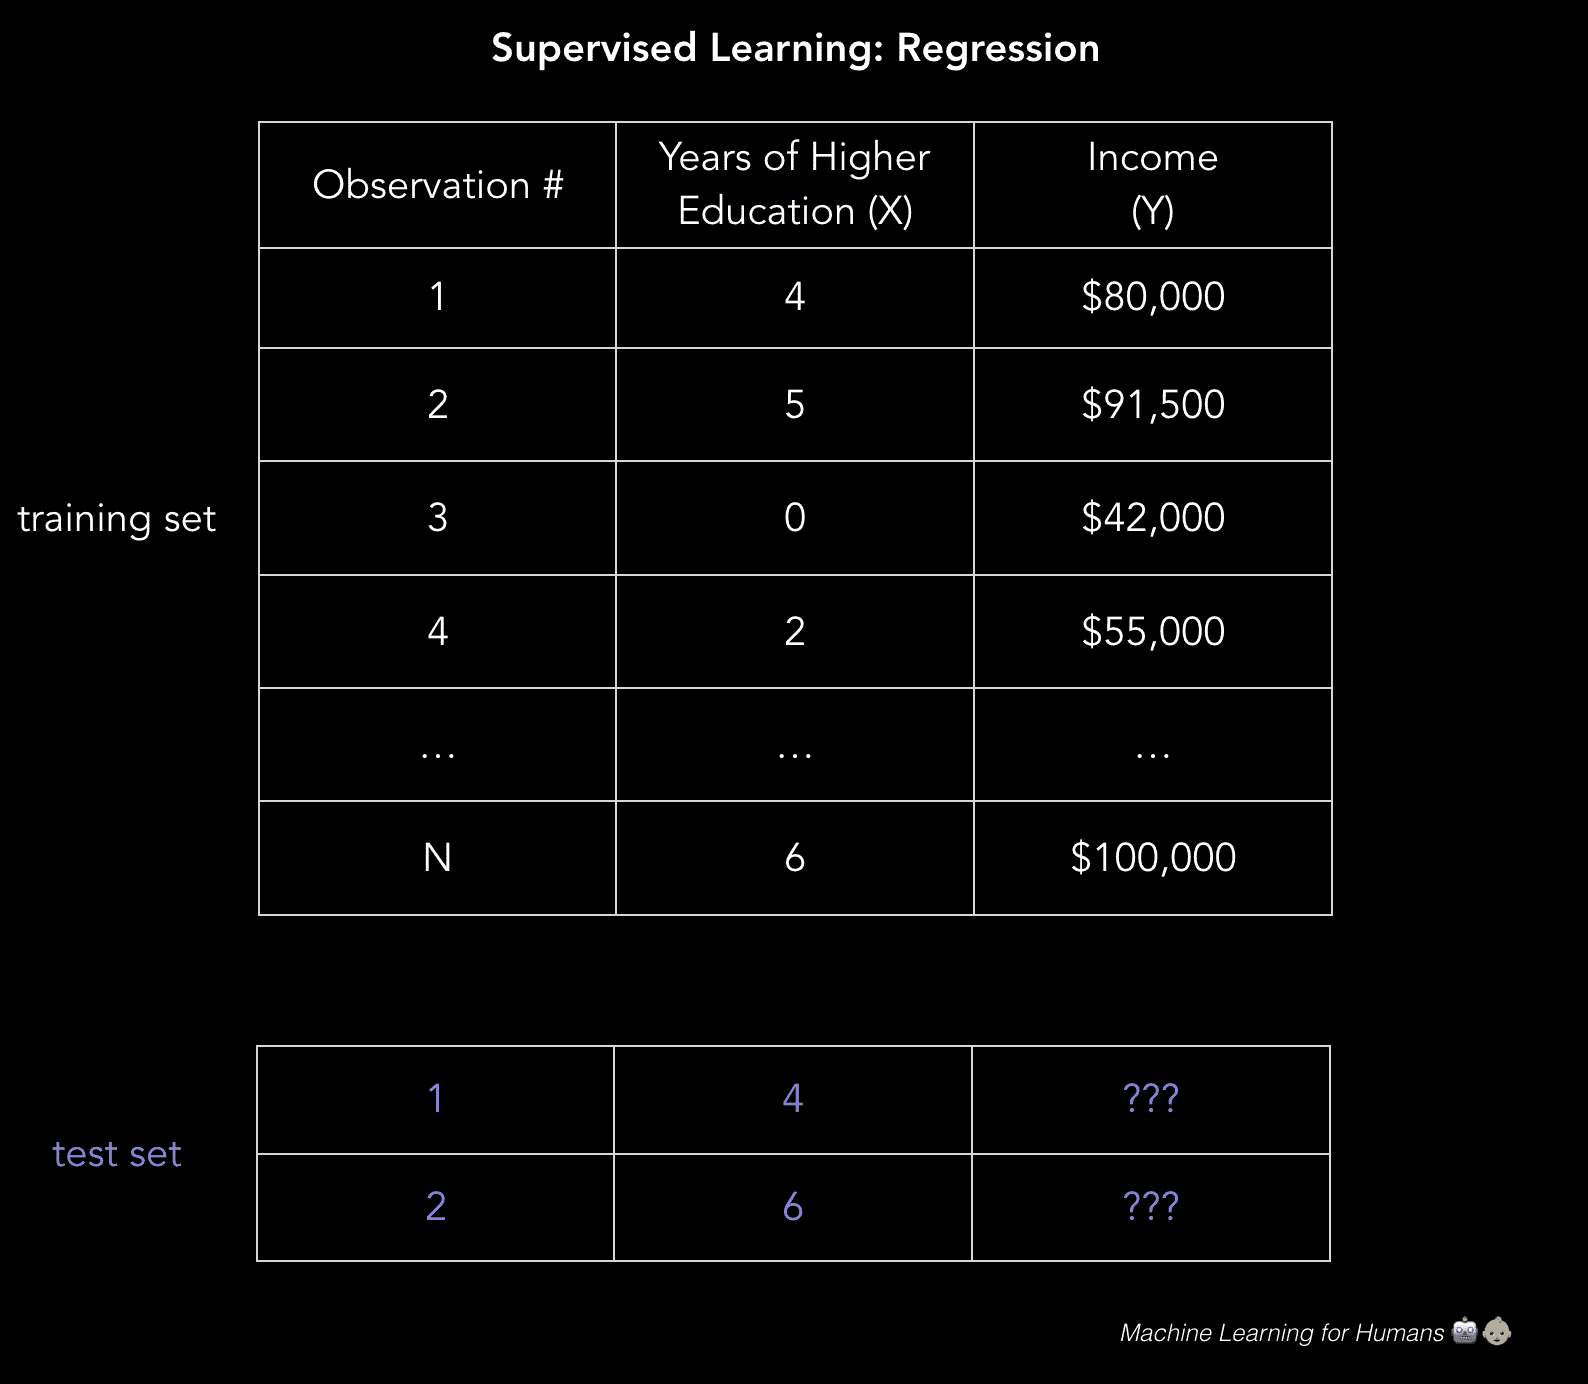 Supervised Learning: Regression
Observation #
Years of Higher
Education (X)
Income
(Y)
1 4 $80,000
2 5 $91,500
training set
3 0 $42,000
4 2 $55,000
... ... ...
N 6 $100,000
1 4 ???
test set
2 6 ???
Machine Learning for Humans 🤖👶